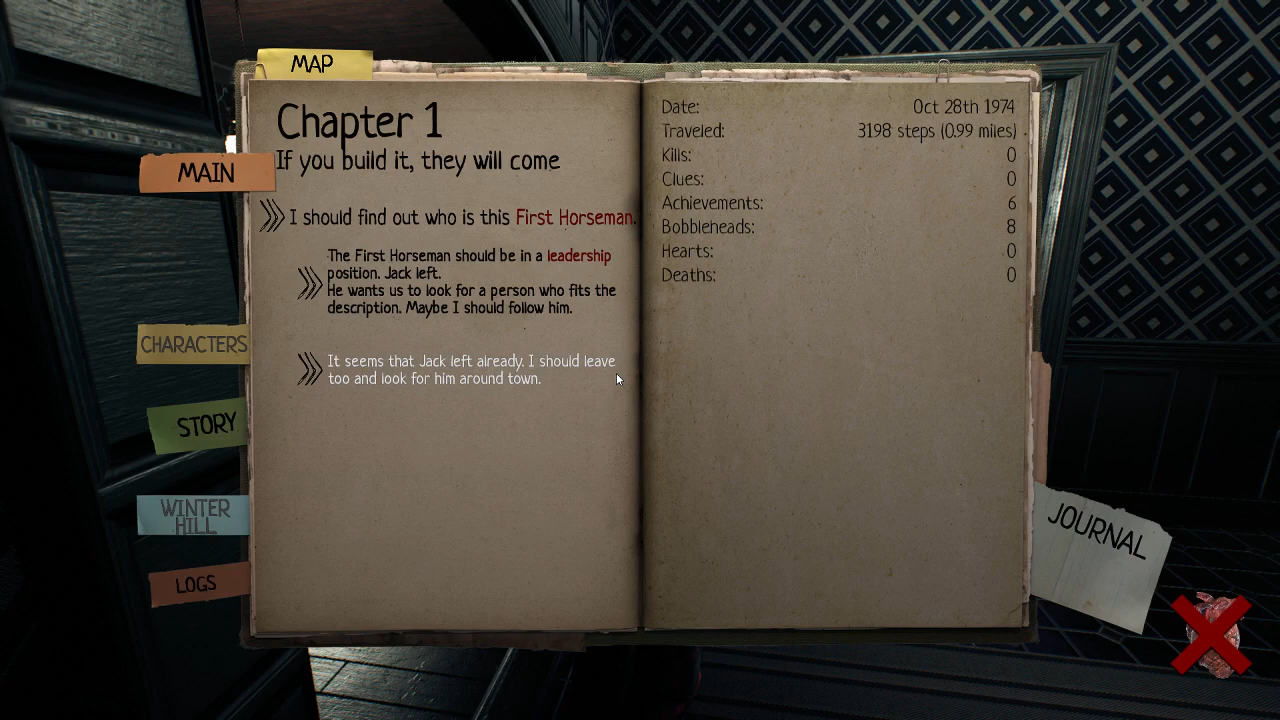 MAP
Chapter 1
If you build it, they will come
MAIN
I should find out who is this First Horseman.
The First Horseman should be in a leadership
position. Jack left.
He wants us to look for a person who fits the
description. Maybe I should follow him.
It seems that Jack left already. I should leave
too and look for him around town.
CHARACTERS
STORY
WINTER
HILL
LOGS
Date: Oct 28th 1974
Traveled: 3198 steps (0.99 miles)
Kills: 0
Clues: 0
Achievements: 6
Bobbleheads: 8
Hearts: 0
Deaths: 0
JOURNAL